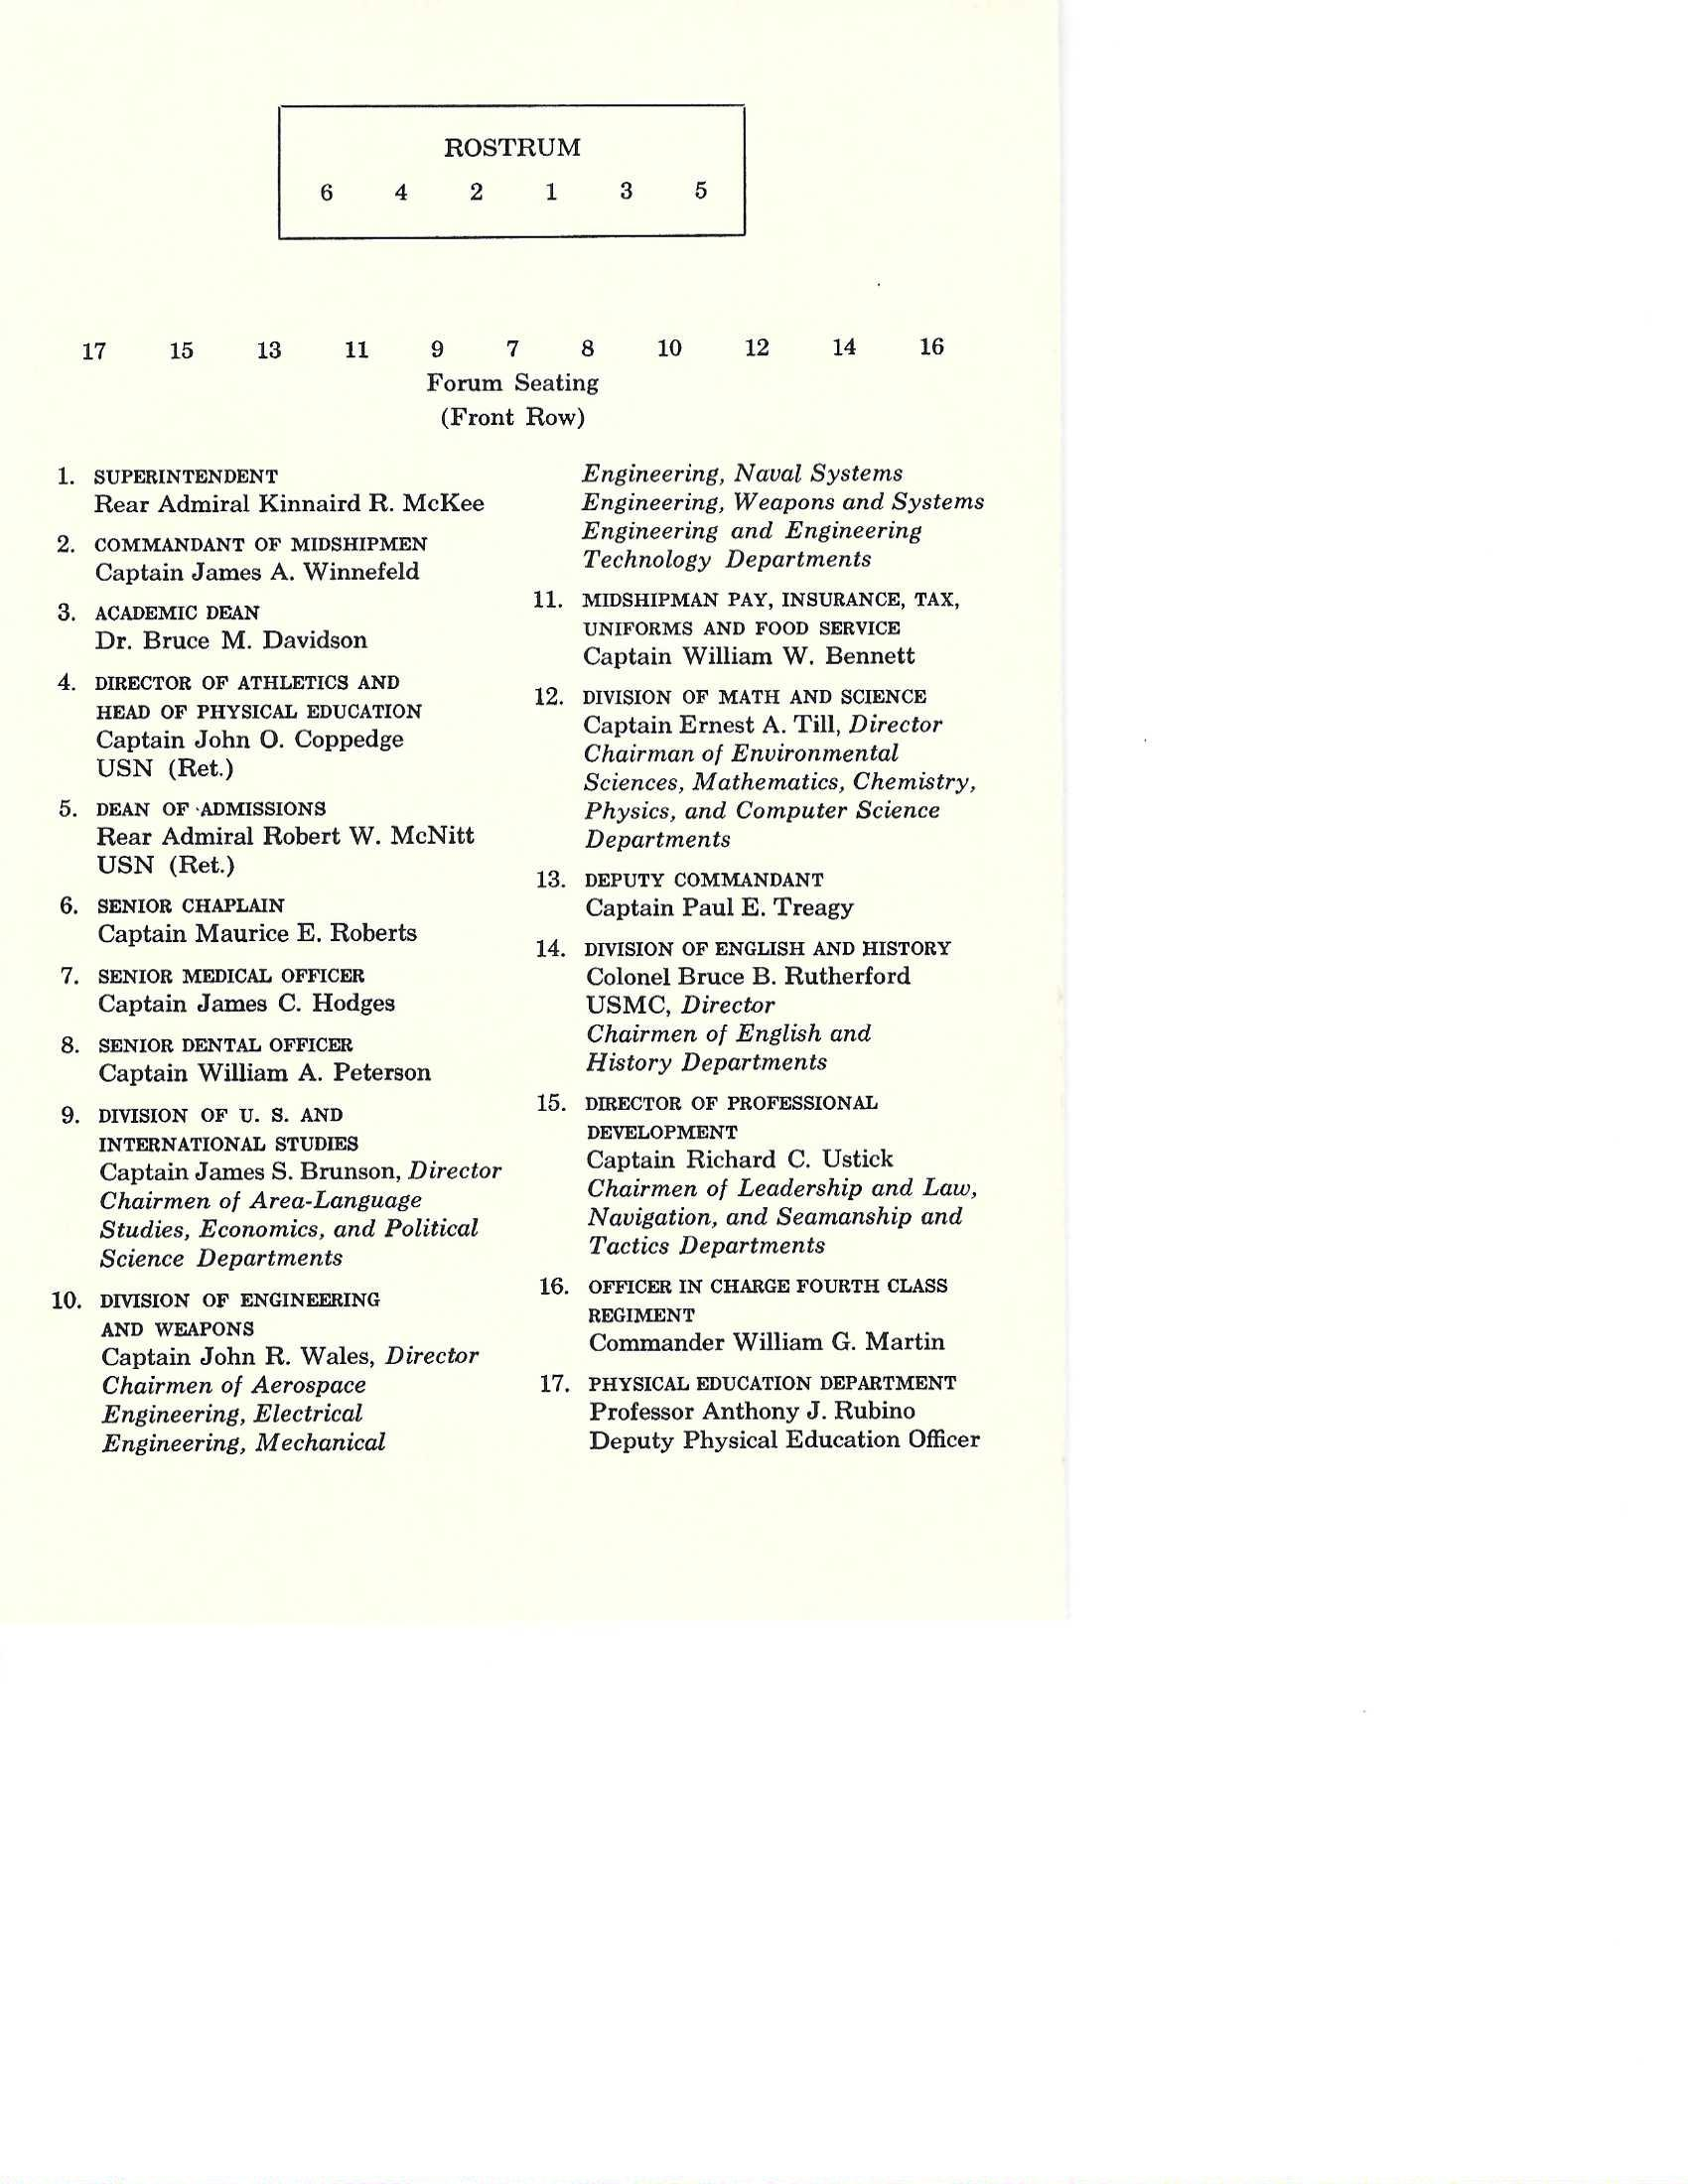 ROSTRUM
6 4 2 1 3 5
17 15 13 11 9 7 8 10 12 14 16
Forum Seating
(Front Row)
1. SUPERINTENDENT
Rear Admiral Kinnaird R. McKee
2. COMMANDANT OF MIDSHIPMEN
Captain James A. Winnefeld
3. ACADEMIC DEAN
Dr. Bruce M. Davidson
4. DIRECTOR OF ATHLETICS AND
HEAD OF PHYSICAL EDUCATION
Captain John O. Coppedge
USN (Ret.)
5. DEAN OF ADMISSIONS
Rear Admiral Robert W. McNitt
USN (Ret.)
6. SENIOR CHAPLAIN
Captain Maurice E. Roberts
7. SENIOR MEDICAL OFFICER
Captain James C. Hodges
8. SENIOR DENTAL OFFICER
Captain William A. Peterson
9. DIVISION OF U. S. AND
INTERNATIONAL STUDIES
Captain James S. Brunson, Director
Chairmen of Area-Language
Studies, Economics, and Political
Science Departments
10. DIVISION OF ENGINEERING
AND WEAPONS
Captain John R. Wales, Director
Chairmen of Aerospace
Engineering, Electrical
Engineering, Mechanical
Engineering, Naval Systems
Engineering, Weapons and Systems
Engineering and Engineering
Technology Departments
11. MIDSHIPMAN PAY, INSURANCE, TAX,
UNIFORMS AND FOOD SERVICE
Captain William W. Bennett
12. DIVISION OF MATH AND SCIENCE
Captain Ernest A. Till, Director
Chairman of Environmental
Sciences, Mathematics, Chemistry,
Physics, and Computer Science
Departments
13. DEPUTY COMMANDANT
Captain Paul E. Treagy
14. DIVISION OF ENGLISH AND HISTORY
Colonel Bruce B. Rutherford
USMC, Director
Chairmen of English and
History Departments
15. DIRECTOR OF PROFESSIONAL
DEVELOPMENT
Captain Richard C. Ustick
Chairmen of Leadership and Law,
Navigation, and Seamanship and
Tactics Departments
16. OFFICER IN CHARGE FOURTH CLASS
REGIMENT
Commander William G. Martin
17. PHYSICAL EDUCATION DEPARTMENT
Professor Anthony J. Rubino
Deputy Physical Education Officer